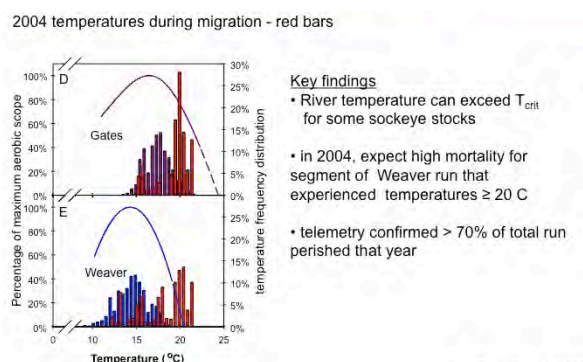 2004 temperatures during migration - red bars
Percentage of maximum aerobic scope
D
Gates
100%
80%
60%
40%
20%
0%
30%
25%
20%
15%
10%
5%
0%
E
Weaver
100%
80%
60%
40%
20%
0%
25%
20%
15%
10%
5%
0%
temperature frequency distribution
0
10
15
20
25
Temperature (°C)
Key findings
• River temperature can exceed Tcrit
for some sockeye stocks
• in 2004, expect high mortality for
segment of Weaver run that
experienced temperatures ≥ 20 C
• telemetry confirmed > 70% of total run
perished that year